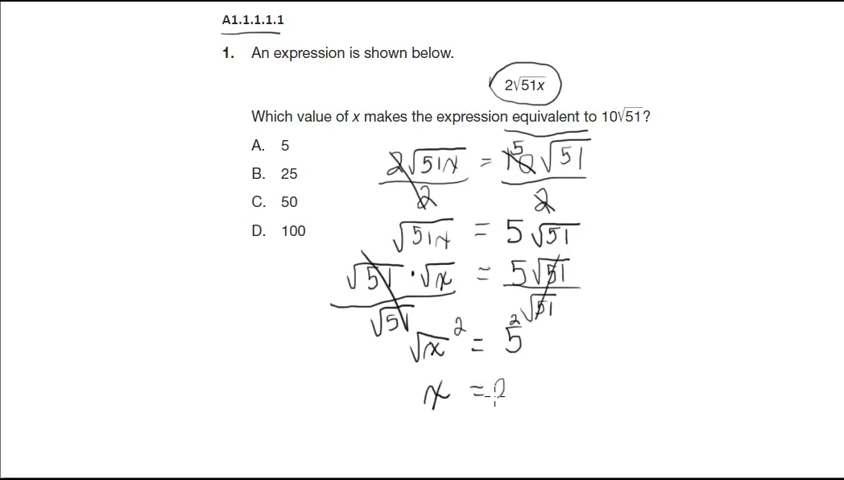 A1.1.1.1.1
1. An expression is shown below.
2√51x
Which value of x makes the expression equivalent to 10√51?
A. 5
B. 25
C. 50
D. 100
2√51x = 10 5 √51
2 2
√51x = 5√51
√51 · √x = 5√51
√51 √51
√x² = 5²
x =